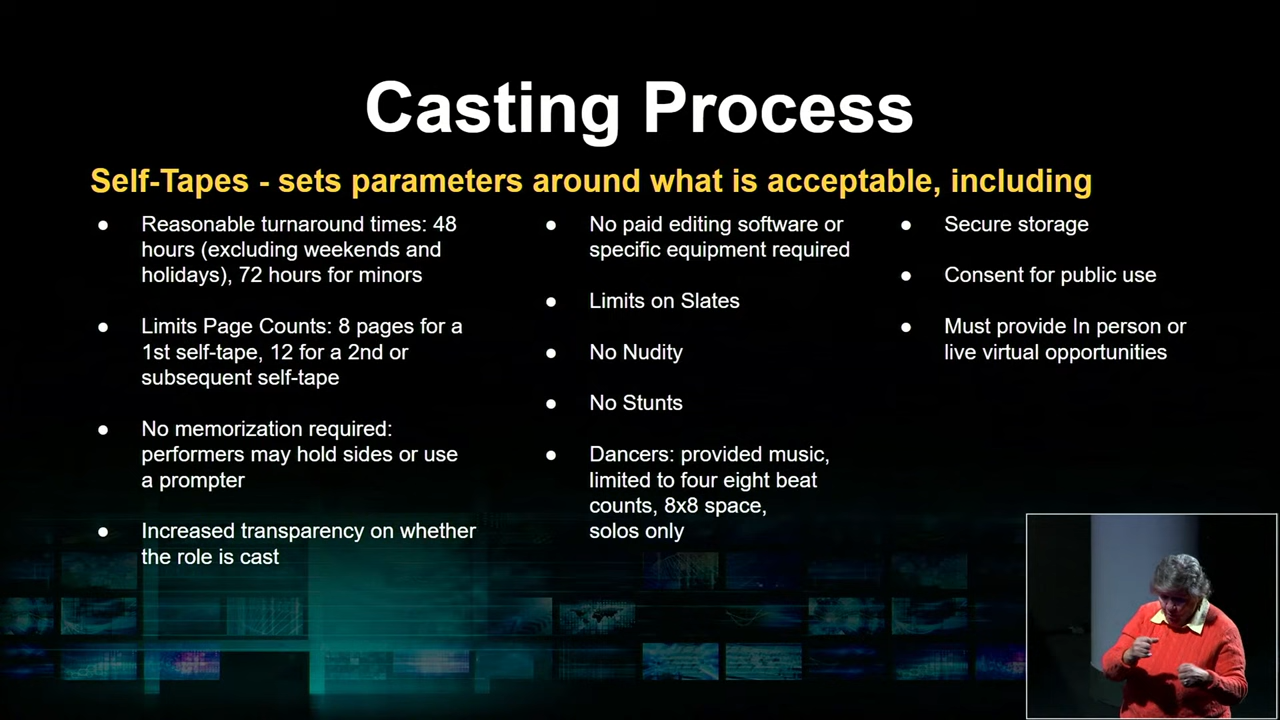 Casting Process
Self-Tapes - sets parameters around what is acceptable, including
● Reasonable turnaround times: 48
hours (excluding weekends and
holidays), 72 hours for minors
● Limits Page Counts: 8 pages for a
1st self-tape, 12 for a 2nd or
subsequent self-tape
● No memorization required:
performers may hold sides or use
a prompter
● Increased transparency on whether
the role is cast
● No paid editing software or
specific equipment required
● Limits on Slates
● No Nudity
● No Stunts
● Dancers: provided music,
limited to four eight beat
counts, 8x8 space,
solos only
● Secure storage
● Consent for public use
● Must provide In person or
live virtual opportunities